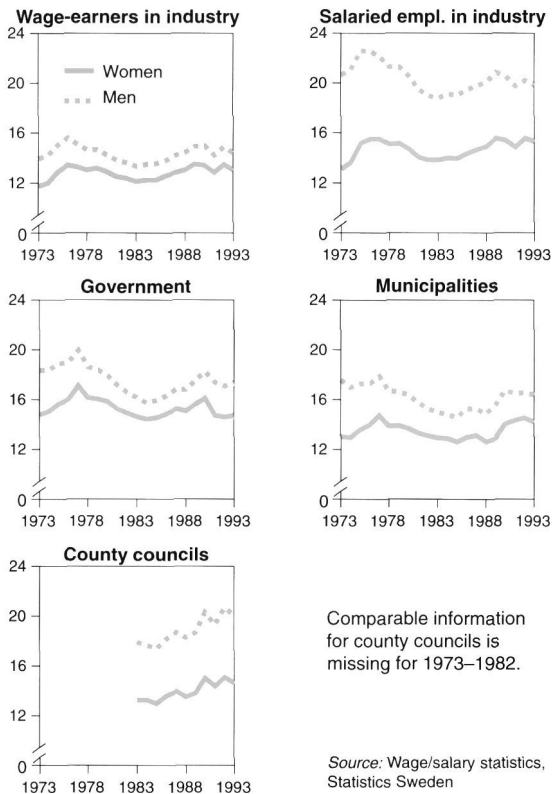 Wage-earners in industry
24
20
16
12
0
1973 1978 1983 1988 1993
Women
Men
Salaried empl. in industry
24
20
16
12
0
1973 1978 1983 1988 1993
Government
24
20
16
12
0
1973 1978 1983 1988 1993
Municipalities
24
20
16
12
0
1973 1978 1983 1988 1993
County councils
24
20
16
12
0
1973 1978 1983 1988 1993
Comparable information
for county councils is
missing for 1973–1982.
Source: Wage/salary statistics,
Statistics Sweden